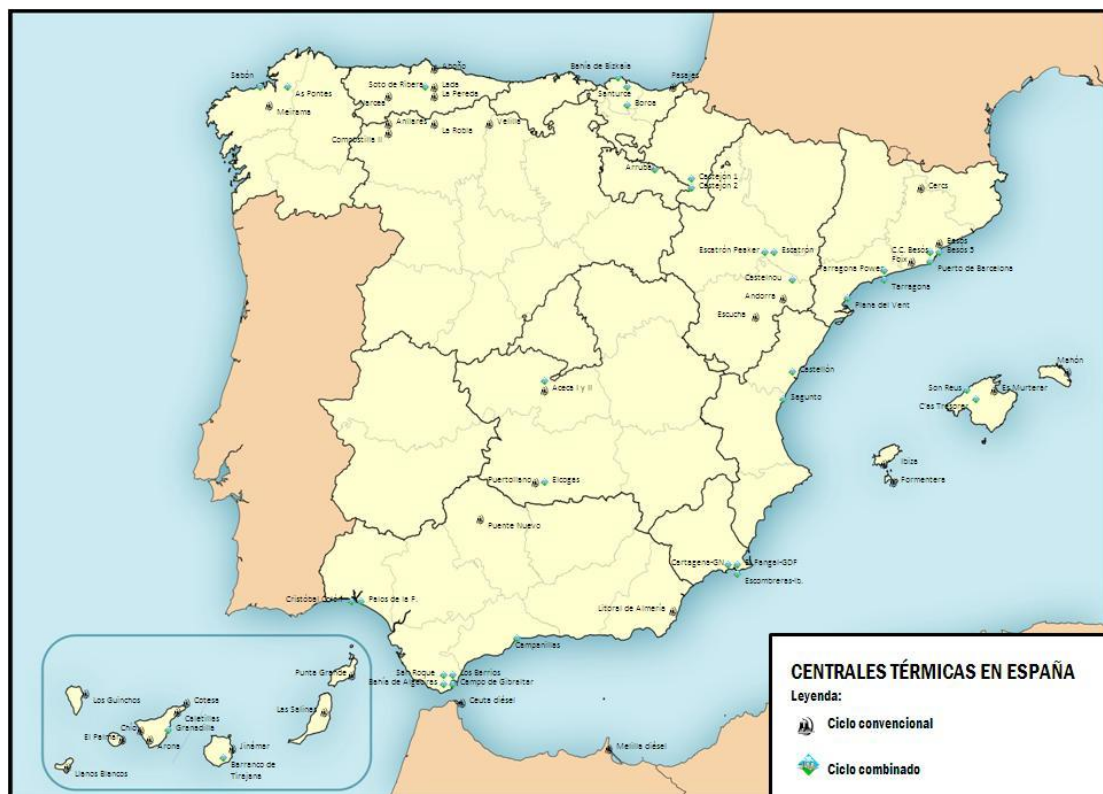 Aboño
Bahía de Bizkaia
Sabón
Soto de Ribera
Lada
Pasajes
As Pontes
Narcea
La Pereda
Santurce
Boroa
Meirama
Anllares
La Robla
Velilla
Compostilla II
Arrubal
Castejón 1
Castejón 2
Cercs
Besós
Escatrón Peaker
Escatrón
C.C. Besós
Besós 5
Foix
Puerto de Barcelona
Tarragona Power
Castelnou
Tarragona
Andorra
Plana del Vent
Escucha
Mahón
Castellón
Aceca I y II
Son Reus
Es Murterar
Sagunto
C'as Tresorer
Ibiza
Puertollano
Elcogas
Formentera
Puente Nuevo
Cartagena-GN
El Fangal-GDF
Escombreras-Ib.
Cristóbal Colón
Palos de la F.
Litoral de Almería
Campanillas
Punta Grande
San Roque
Los Barrios
Bahía de Algeciras
Campo de Gibraltar
Los Guinchos
Cotesa
Ceuta diésel
Las Salinas
Caletillas
Chío
Granadilla
El Palmar
Arona
Jinámar
Melilla diésel
Barranco de
Tirajana
Llanos Blancos
CENTRALES TÉRMICAS EN ESPAÑA
Leyenda:
Ciclo convencional
Ciclo combinado